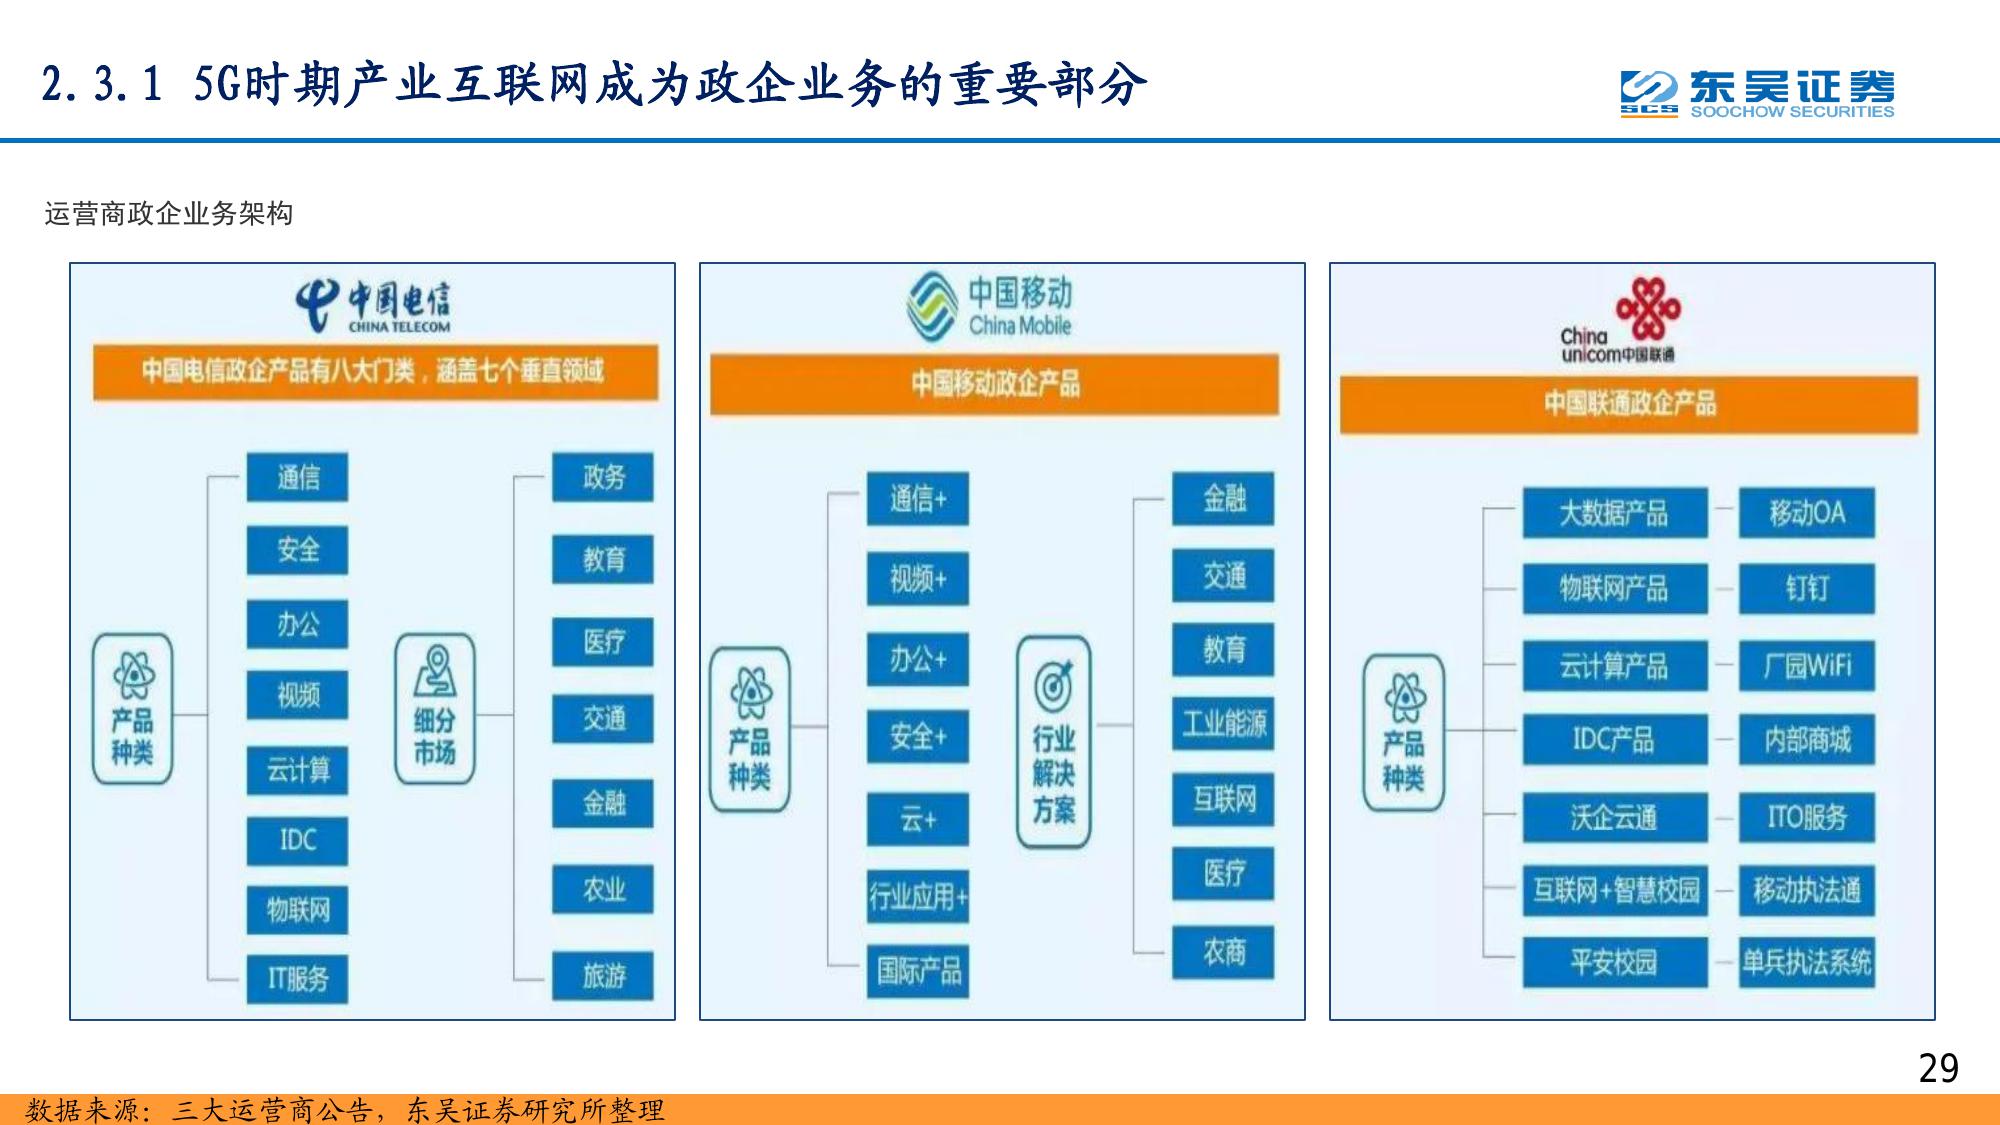 2.3.1 5G时期产业互联网成为政企业务的重要部分
SCS
东吴证券
SOOCHOW SECURITIES
运营商政企业务架构
中国电信
CHINA TELECOM
中国电信政企产品有八大门类，涵盖七个垂直领域
产品
种类
通信
安全
办公
视频
云计算
IDC
物联网
IT服务
细分
市场
政务
教育
医疗
交通
金融
农业
旅游
中国移动
China Mobile
中国移动政企产品
产品
种类
通信+
视频+
办公+
安全+
云+
行业应用+
国际产品
行业
解决
方案
金融
交通
教育
工业能源
互联网
医疗
农商
China
unicom中国联通
中国联通政企产品
产品
种类
大数据产品
移动OA
物联网产品
钉钉
云计算产品
厂园WiFi
IDC产品
内部商城
沃企云通
ITO服务
互联网+智慧校园
移动执法通
平安校园
单兵执法系统
29
数据来源：三大运营商公告，东吴证券研究所整理